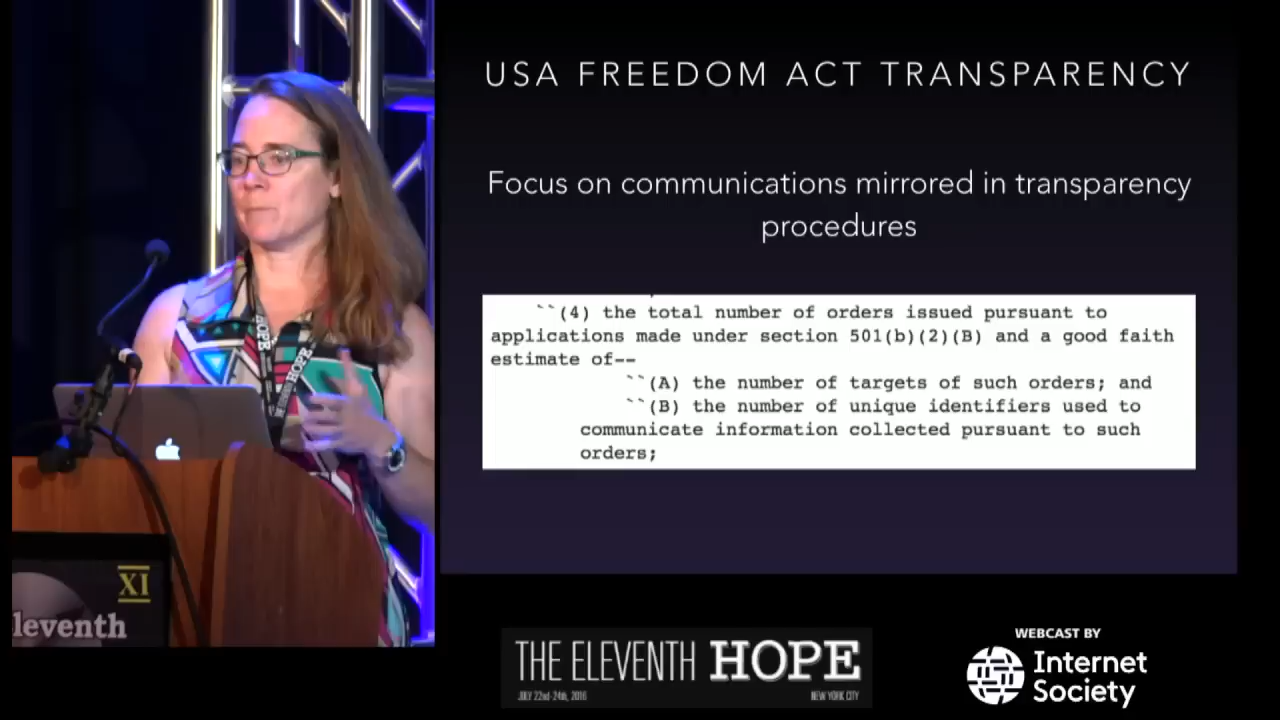 USA FREEDOM ACT TRANSPARENCY
Focus on communications mirrored in transparency
procedures
``(4) the total number of orders issued pursuant to
applications made under section 501(b)(2)(B) and a good faith
estimate of--
``(A) the number of targets of such orders; and
``(B) the number of unique identifiers used to
communicate information collected pursuant to such
orders;
HOPE
HOPE
XI
leventh
THE ELEVENTH HOPE
JULY 22nd-24th, 2016 NEW YORK CITY
WEBCAST BY
Internet
Society